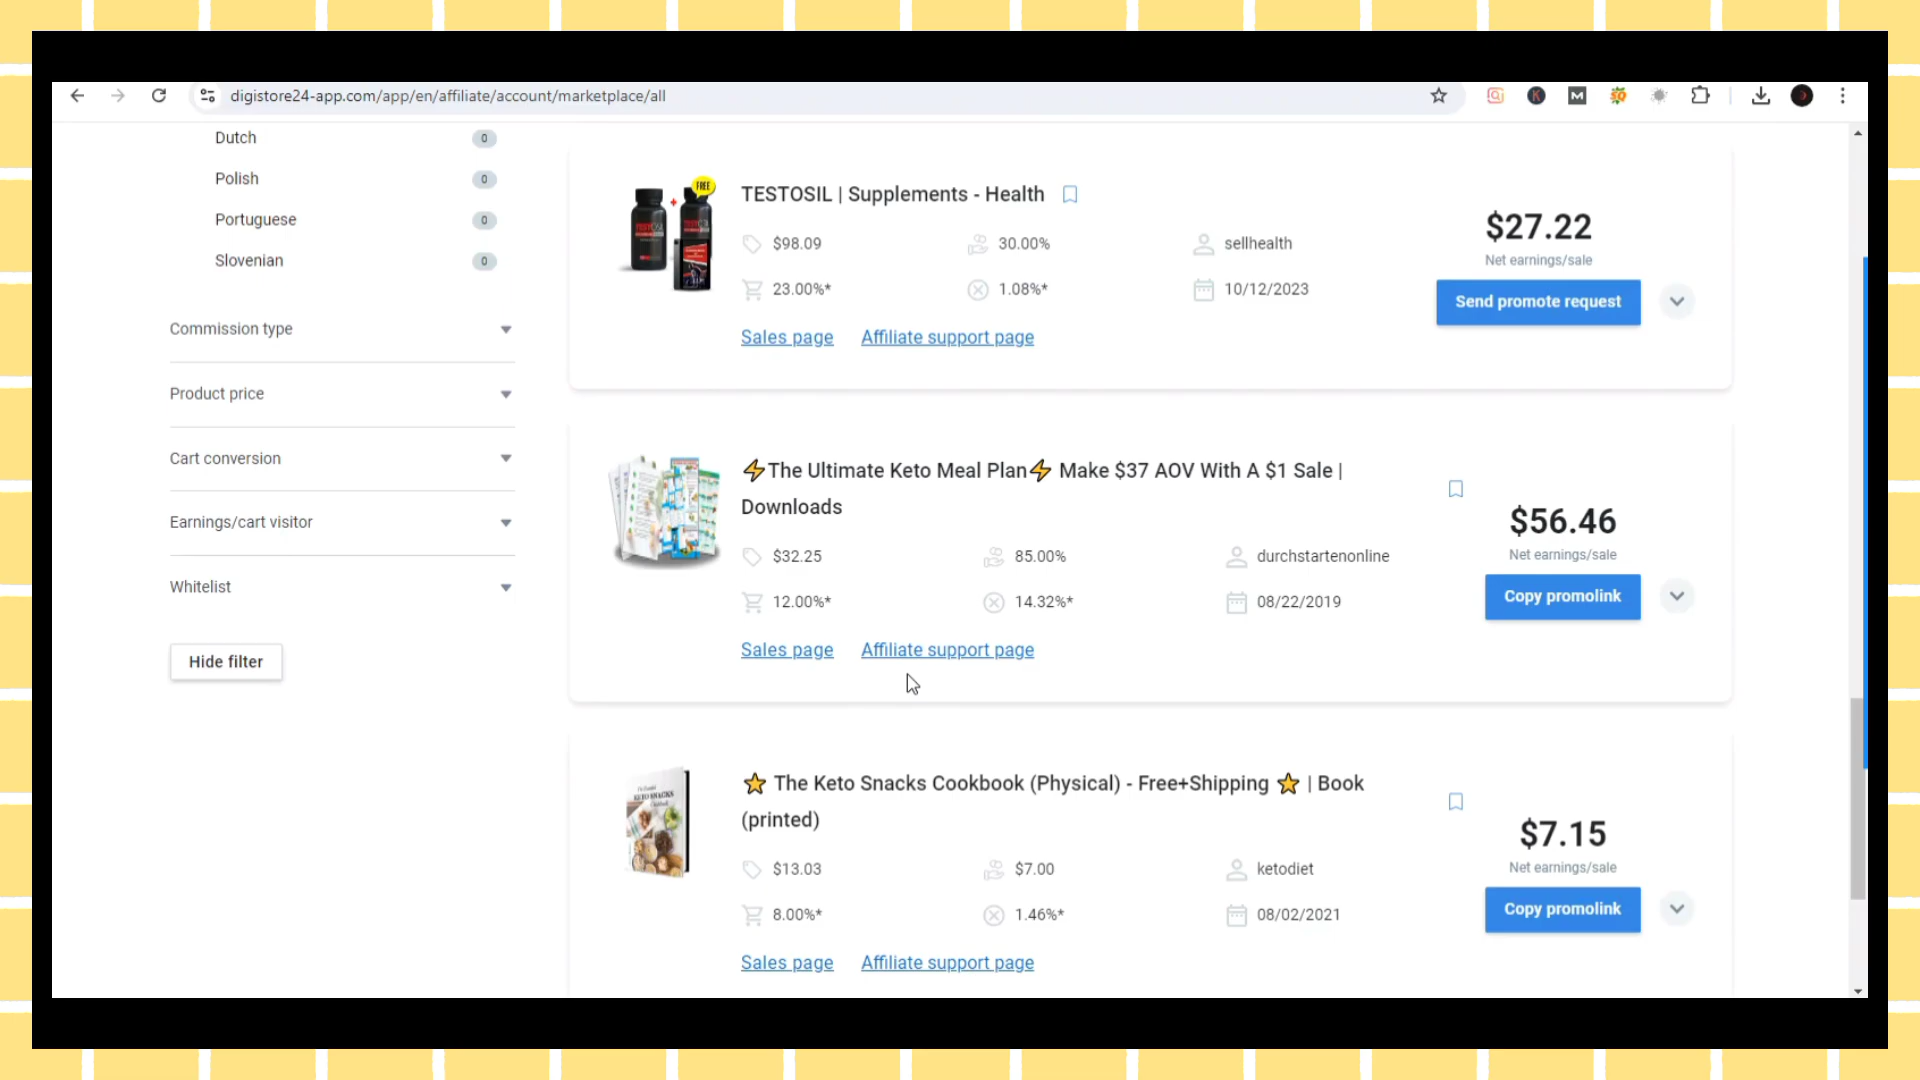 digistore24-app.com/app/en/affiliate/account/marketplace/all
Dutch 0
Polish 0
Portuguese 0
Slovenian 0
Commission type
Product price
Cart conversion
Earnings/cart visitor
Whitelist
Hide filter
FREE
TESTOSIL | Supplements - Health
$98.09 30.00% sellhealth
23.00%* 1.08%* 10/12/2023
Sales page Affiliate support page
$27.22
Net earnings/sale
Send promote request
⚡The Ultimate Keto Meal Plan⚡ Make $37 AOV With A $1 Sale |
Downloads
$32.25 85.00% durchstartenonline
12.00%* 14.32%* 08/22/2019
Sales page Affiliate support page
$56.46
Net earnings/sale
Copy promolink
KETO SNACKS
⭐ The Keto Snacks Cookbook (Physical) - Free+Shipping ⭐ | Book
(printed)
$13.03 $7.00 ketodiet
8.00%* 1.46%* 08/02/2021
Sales page Affiliate support page
$7.15
Net earnings/sale
Copy promolink